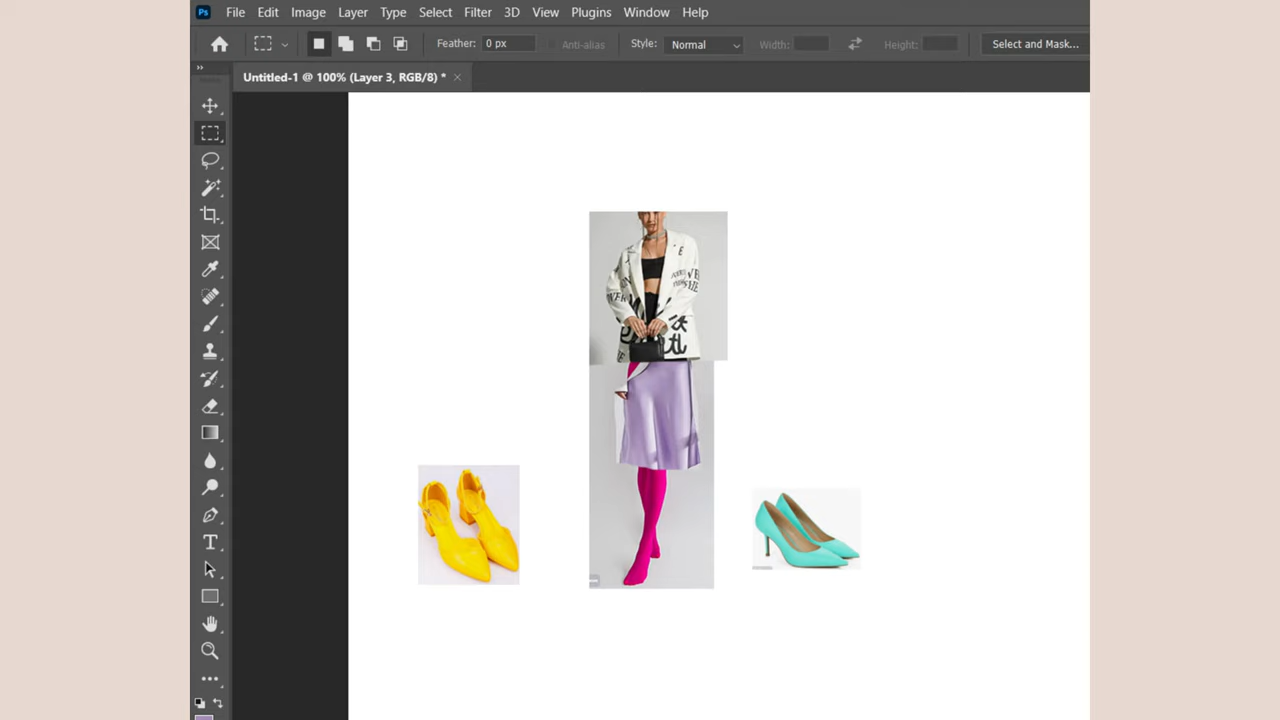 Ps File Edit Image Layer Type Select Filter 3D View Plugins Window Help
Feather: 0 px Anti-alias Style: Normal Width: Height: Select and Mask...
Untitled-1 @ 100% (Layer 3, RGB/8) *